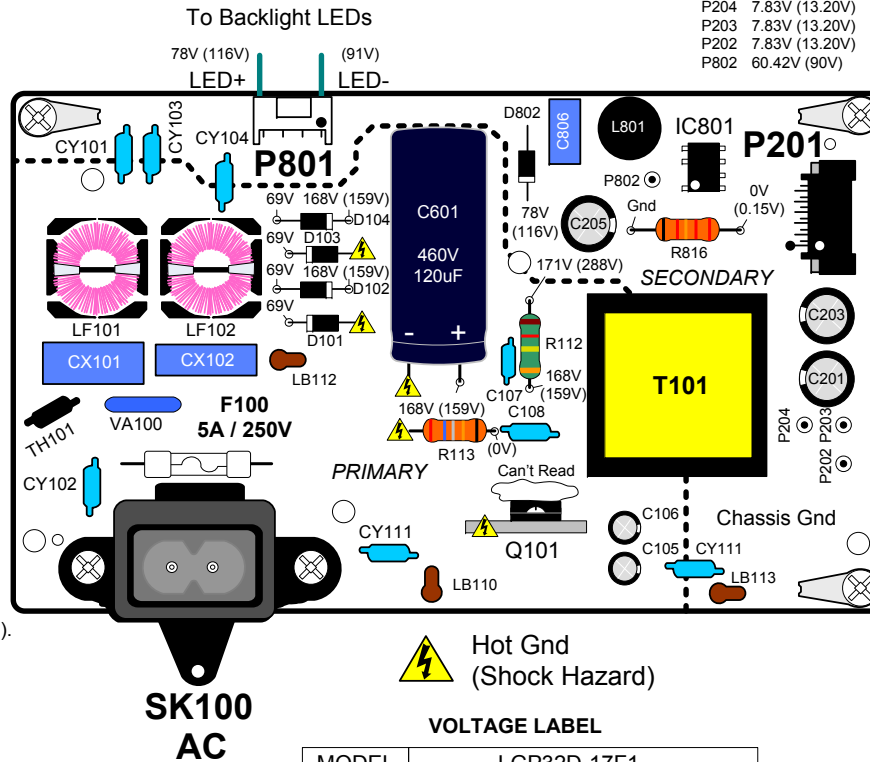 To Backlight LEDs
P204 7.83V (13.20V)
P203 7.83V (13.20V)
P202 7.83V (13.20V)
P802 60.42V (90V)
78V (116V)
(91V)
LED+
LED-
CY101
CY103
CY104
P801
D802
C806
L801
IC801
P201
P802
0V
(0.15V)
Gnd
C205
R816
78V
(116V)
69V
168V (159V)
D104
69V
D103
69V
168V (159V)
D102
69V
D101
C601
460V
120uF
-
+
171V (288V)
SECONDARY
LF101
LF102
CX101
CX102
LB112
R112
C107
168V
(159V)
T101
C203
C201
TH101
VA100
F100
5A / 250V
168V (159V)
C108
R113
(0V)
P204
P203
P202
PRIMARY
Can't Read
CY102
Q101
C106
C105
Chassis Gnd
CY111
CY111
LB110
LB113
).
Hot Gnd
(Shock Hazard)
SK100
AC
VOLTAGE LABEL
MODEL
LGP32D-17F1